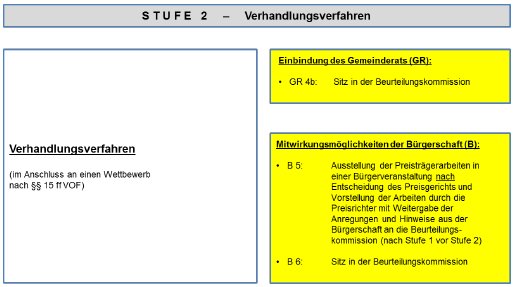 S T U F E 2 – Verhandlungsverfahren
Verhandlungsverfahren
(im Anschluss an einen Wettbewerb
nach §§ 15 ff VOF)
Einbindung des Gemeinderats (GR):
• GR 4b: Sitz in der Beurteilungskommission
Mitwirkungsmöglichkeiten der Bürgerschaft (B):
• B 5: Ausstellung der Preisträgerarbeiten in
einer Bürgerveranstaltung nach
Entscheidung des Preisgerichts und
Vorstellung der Arbeiten durch die
Preisrichter mit Weitergabe der
Anregungen und Hinweise aus der
Bürgerschaft an die Beurteilungs-
kommission (nach Stufe 1 vor Stufe 2)
• B 6: Sitz in der Beurteilungskommission